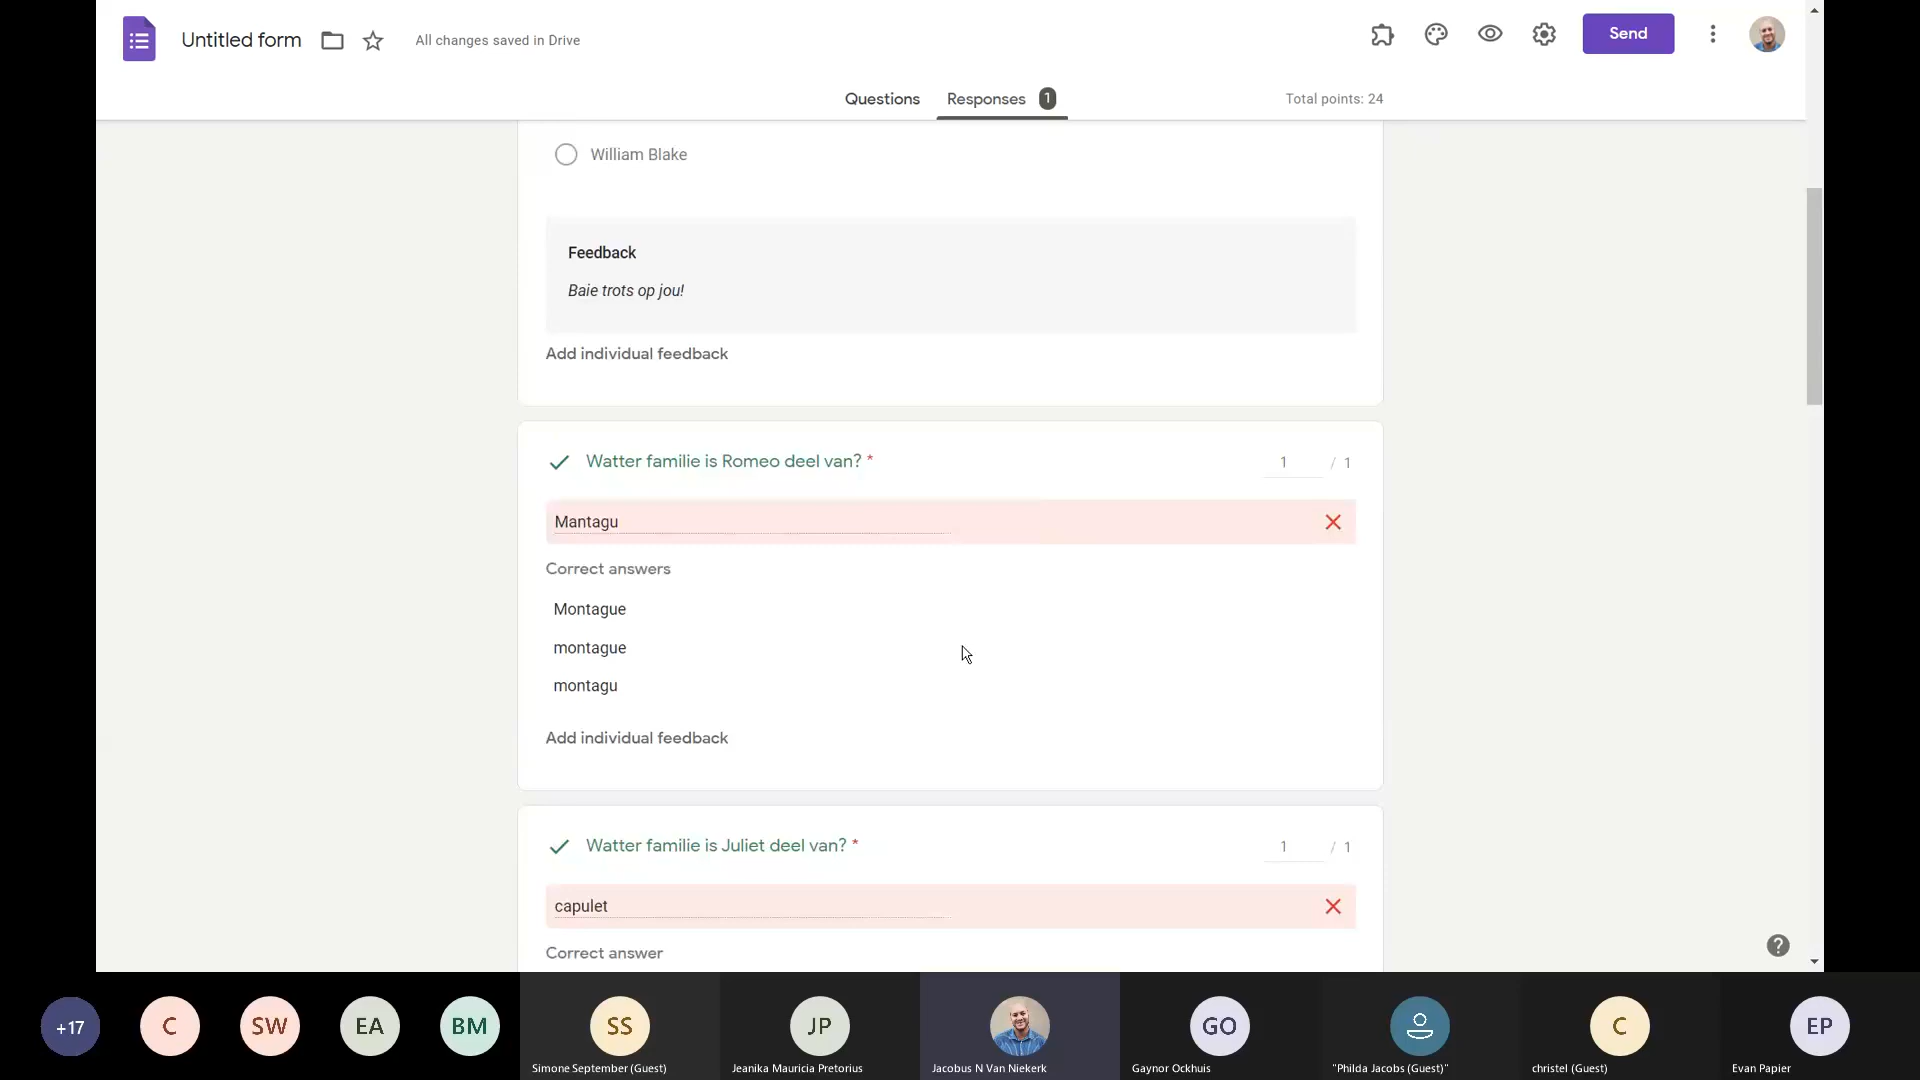 Untitled form
All changes saved in Drive
Send
Questions
Responses 1
Total points: 24
William Blake
Feedback
Baie trots op jou!
Add individual feedback
Watter familie is Romeo deel van? *
1 / 1
Mantagu
Correct answers
Montague
montague
montagu
Add individual feedback
Watter familie is Juliet deel van? *
1 / 1
capulet
Correct answer
?
+17
C
SW
EA
BM
SS
JP
GO
C
EP
Simone September (Guest)
Jeanika Mauricia Pretorius
Jacobus N Van Niekerk
Gaynor Ockhuis
"Philda Jacobs (Guest)"
christel (Guest)
Evan Papier